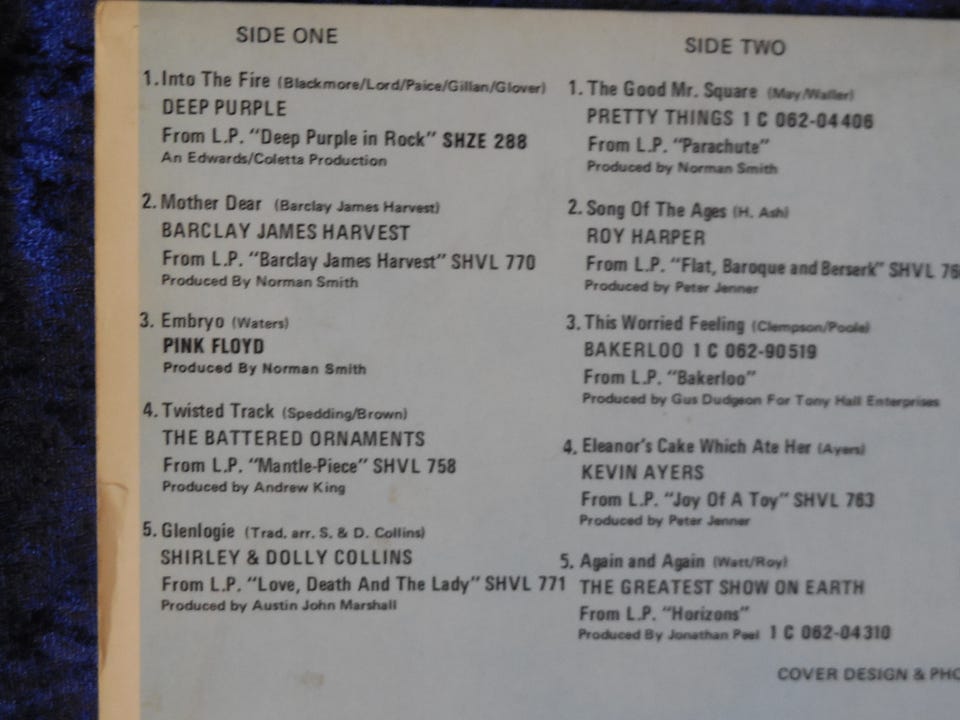 SIDE ONE
1. Into The Fire (Blackmore/Lord/Paice/Gillan/Glover)
DEEP PURPLE
From L.P. "Deep Purple in Rock" SHZE 288
An Edwards/Coletta Production
2. Mother Dear (Barclay James Harvest)
BARCLAY JAMES HARVEST
From L.P. "Barclay James Harvest" SHVL 770
Produced By Norman Smith
3. Embryo (Waters)
PINK FLOYD
Produced By Norman Smith
4. Twisted Track (Spedding/Brown)
THE BATTERED ORNAMENTS
From L.P. "Mantle-Piece" SHVL 758
Produced by Andrew King
5. Glenlogie (Trad. arr. S. & D. Collins)
SHIRLEY & DOLLY COLLINS
From L.P. "Love, Death And The Lady" SHVL 771
Produced by Austin John Marshall
SIDE TWO
1. The Good Mr. Square (May/Waller)
PRETTY THINGS 1 C 062-04406
From L.P. "Parachute"
Produced by Norman Smith
2. Song Of The Ages (H. Ash)
ROY HARPER
From L.P. "Flat, Baroque and Berserk" SHVL 76
Produced by Peter Jenner
3. This Worried Feeling (Clempson/Poole)
BAKERLOO 1 C 062-90519
From L.P. "Bakerloo"
Produced by Gus Dudgeon For Tony Hall Enterprises
4. Eleanor's Cake Which Ate Her (Ayers)
KEVIN AYERS
From L.P. "Joy Of A Toy" SHVL 763
Produced by Peter Jenner
5. Again and Again (Watt/Roy)
THE GREATEST SHOW ON EARTH
From L.P. "Horizons"
Produced By Jonathan Peel 1 C 062-04310
COVER DESIGN & PHO